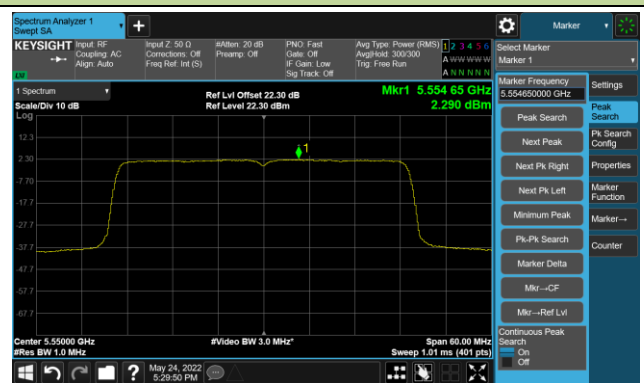 Spectrum Analyzer 1
Swept SA
+
Marker
KEYSIGHT
Input: RF
Coupling: AC
Align: Auto
Input Z: 50 Ω
Corrections: Off
Freq Ref: Int (S)
#Atten: 20 dB
Preamp: Off
PNO: Fast
Gate: Off
IF Gain: Low
Sig Track: Off
Avg Type: Power (RMS)
Avg|Hold: 300/300
Trig: Free Run
1 2 3 4 5 6
A W W W W W
A N N N N N
LW
Select Marker
Marker 1
1 Spectrum
Scale/Div 10 dB
Log
Ref Lvl Offset 22.30 dB
Ref Level 22.30 dBm
Mkr1 5.554 65 GHz
2.290 dBm
12.3
2.30
-7.70
-17.7
-27.7
-37.7
-47.7
-57.7
-67.7
1
Center 5.55000 GHz
#Res BW 1.0 MHz
#Video BW 3.0 MHz*
Span 60.00 MHz
Sweep 1.01 ms (401 pts)
Marker Frequency
5.554650000 GHz
Peak Search
Next Peak
Next Pk Right
Next Pk Left
Minimum Peak
Pk-Pk Search
Marker Delta
Mkr→CF
Mkr→Ref Lvl
Continuous Peak
Search
On
Off
Settings
Peak
Search
Pk Search
Config
Properties
Marker
Function
Marker→
Counter
?
May 24, 2022
5:29:50 PM